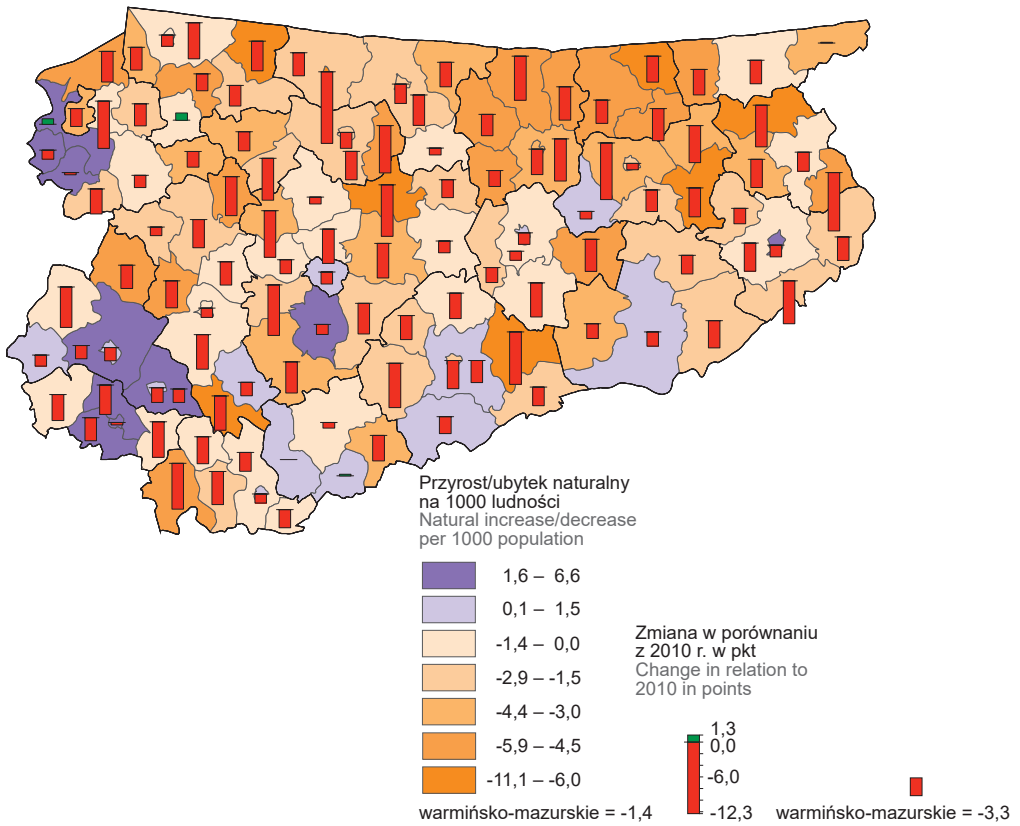 Przyrost/ubytek naturalny
na 1000 ludności
Natural increase/decrease
per 1000 population
1,6 – 6,6
0,1 – 1,5
-1,4 – 0,0
-2,9 – -1,5
-4,4 – -3,0
-5,9 – -4,5
-11,1 – -6,0
warmińsko-mazurskie = -1,4
Zmiana w porównaniu
z 2010 r. w pkt
Change in relation to
2010 in points
1,3
0,0
-6,0
-12,3
warmińsko-mazurskie = -3,3